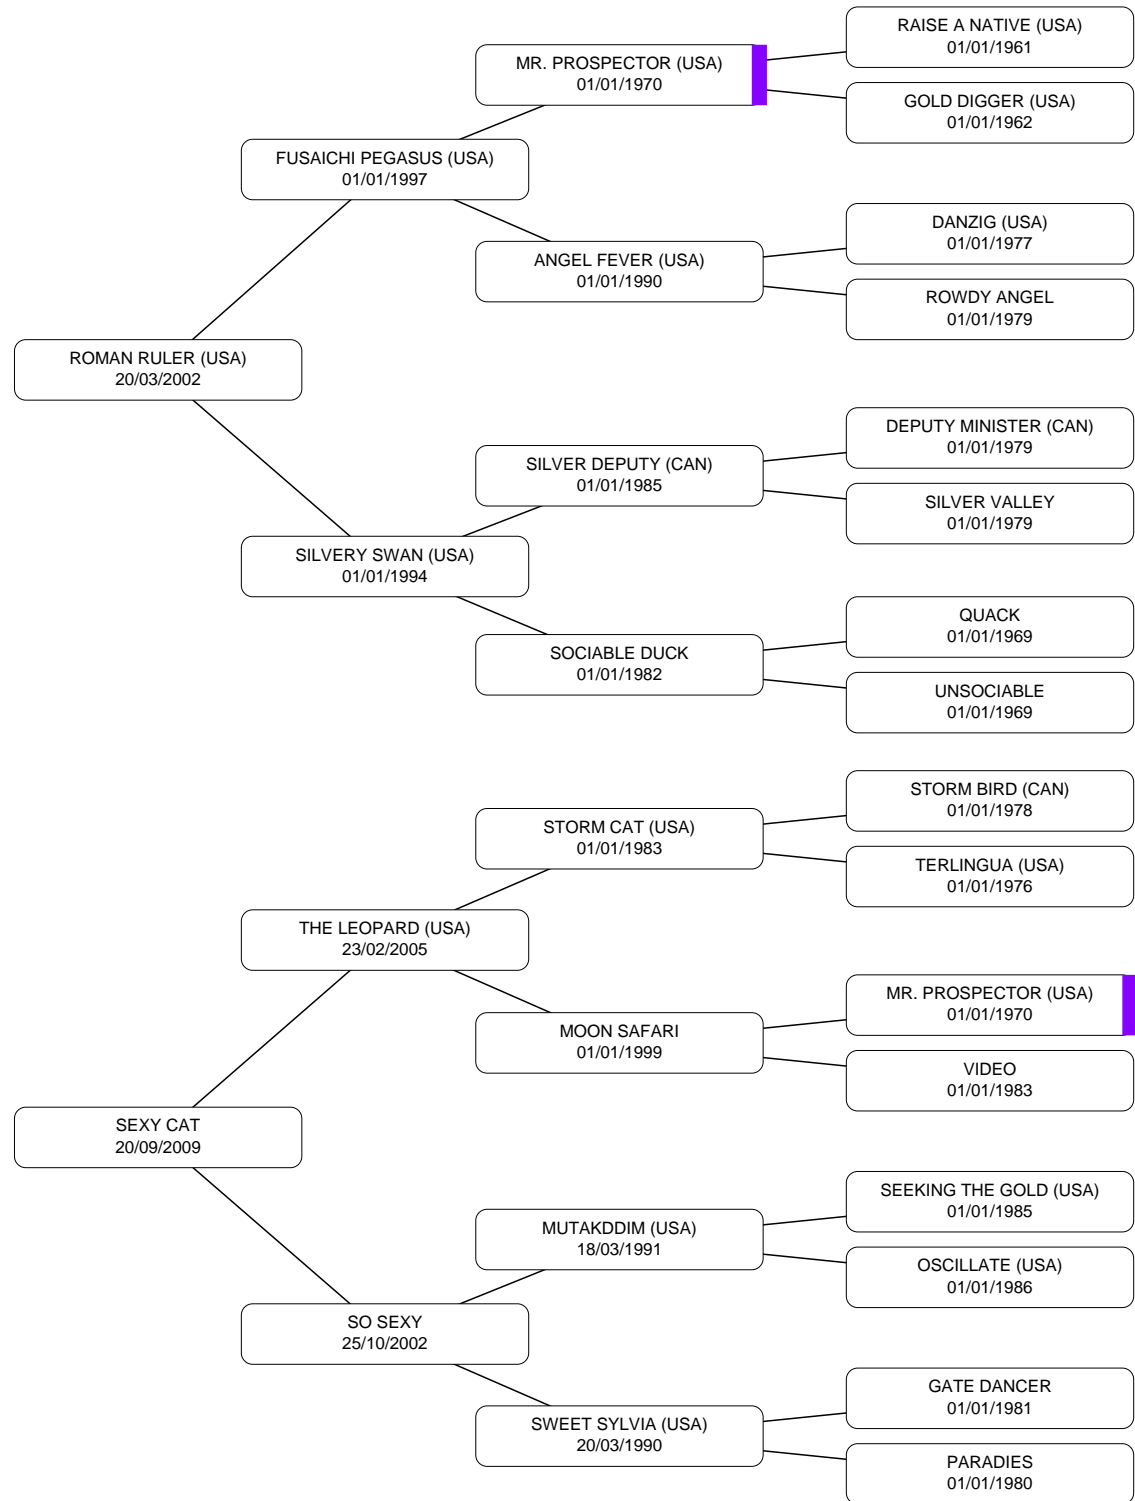 RAISE A NATIVE (USA)
01/01/1961
MR. PROSPECTOR (USA)
01/01/1970
GOLD DIGGER (USA)
01/01/1962
FUSAICHI PEGASUS (USA)
01/01/1997
DANZIG (USA)
01/01/1977
ANGEL FEVER (USA)
01/01/1990
ROWDY ANGEL
01/01/1979
ROMAN RULER (USA)
20/03/2002
DEPUTY MINISTER (CAN)
01/01/1979
SILVER DEPUTY (CAN)
01/01/1985
SILVER VALLEY
01/01/1979
SILVERY SWAN (USA)
01/01/1994
QUACK
01/01/1969
SOCIABLE DUCK
01/01/1982
UNSOCIABLE
01/01/1969
STORM BIRD (CAN)
01/01/1978
STORM CAT (USA)
01/01/1983
TERLINGUA (USA)
01/01/1976
THE LEOPARD (USA)
23/02/2005
MR. PROSPECTOR (USA)
01/01/1970
MOON SAFARI
01/01/1999
VIDEO
01/01/1983
SEXY CAT
20/09/2009
SEEKING THE GOLD (USA)
01/01/1985
MUTAKDDIM (USA)
18/03/1991
OSCILLATE (USA)
01/01/1986
SO SEXY
25/10/2002
GATE DANCER
01/01/1981
SWEET SYLVIA (USA)
20/03/1990
PARADIES
01/01/1980